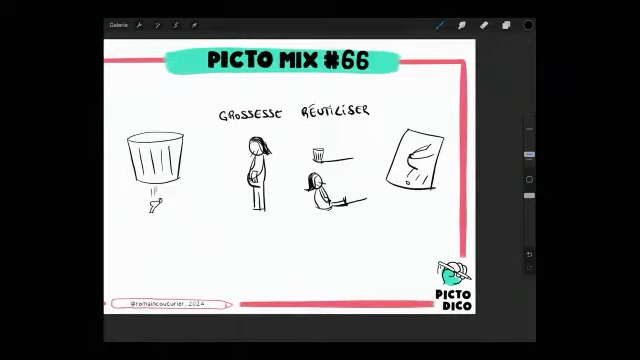 Galerie
PICTO MIX #66
GROSSESSE RÉUTILISER
@romaincouturier, 2024
PICTO
DICO